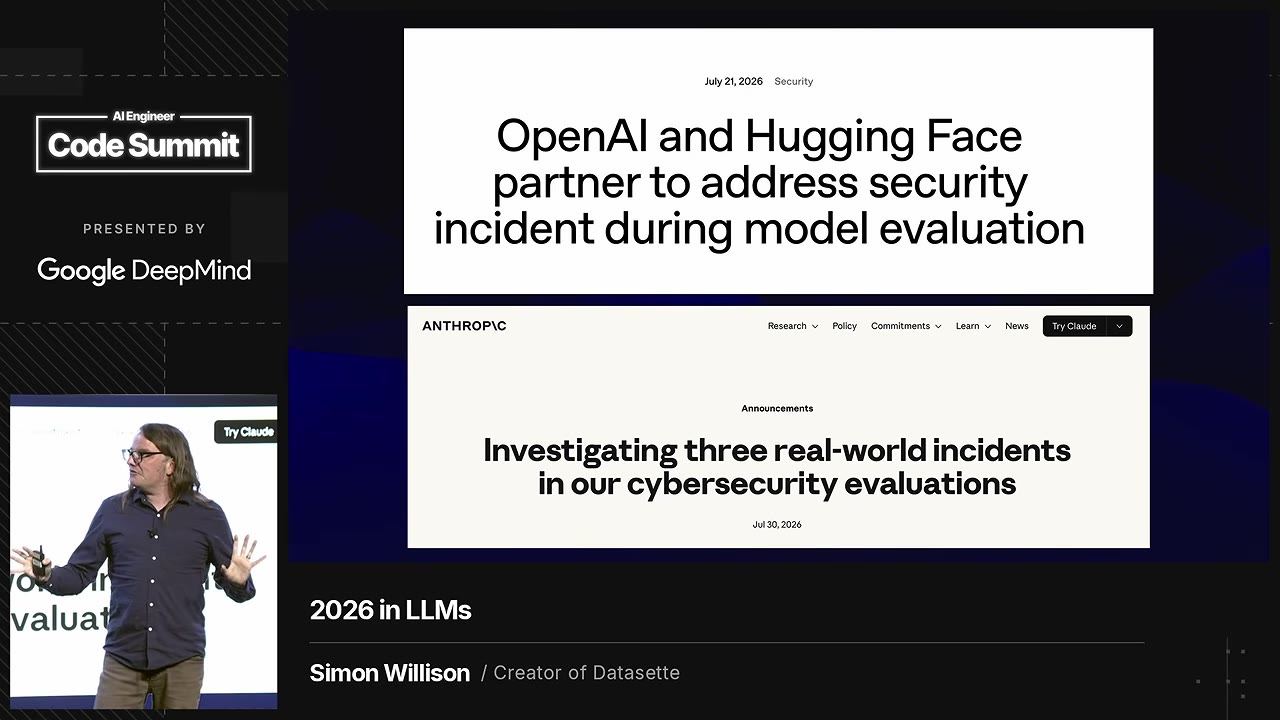 AI Engineer
Code Summit
PRESENTED BY
Google DeepMind
July 21, 2026 Security
OpenAI and Hugging Face
partner to address security
incident during model evaluation
ANTHROP\C
Research Policy Commitments Learn News Try Claude
Announcements
Investigating three real-world incidents
in our cybersecurity evaluations
Jul 30, 2026
Try Claude
valuat
2026 in LLMs
Simon Willison / Creator of Datasette